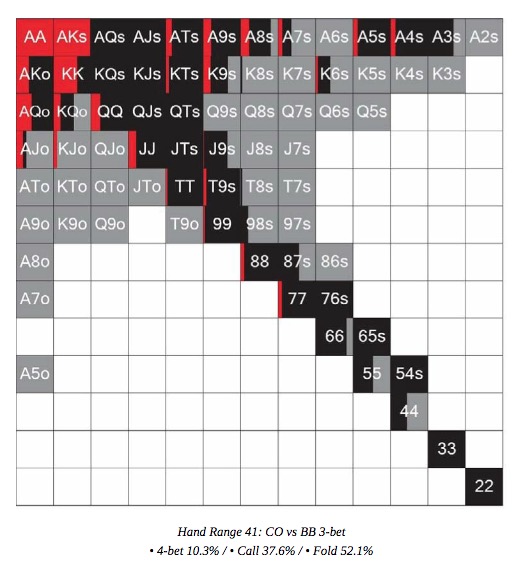 AA AKs AQs AJs ATs A9s A8s A7s A6s A5s A4s A3s A2s
AKo KK KQs KJs KTs K9s K8s K7s K6s K5s K4s K3s
AQo KQo QQ QJs QTs Q9s Q8s Q7s Q6s Q5s
AJo KJo QJo JJ JTs J9s J8s J7s
ATo KTo QTo JTo TT T9s T8s T7s
A9o K9o Q9o T9o 99 98s 97s
A8o 88 87s 86s
A7o 77 76s
66 65s
A5o 55 54s
44
33
22
Hand Range 41: CO vs BB 3-bet
• 4-bet 10.3% / • Call 37.6% / • Fold 52.1%